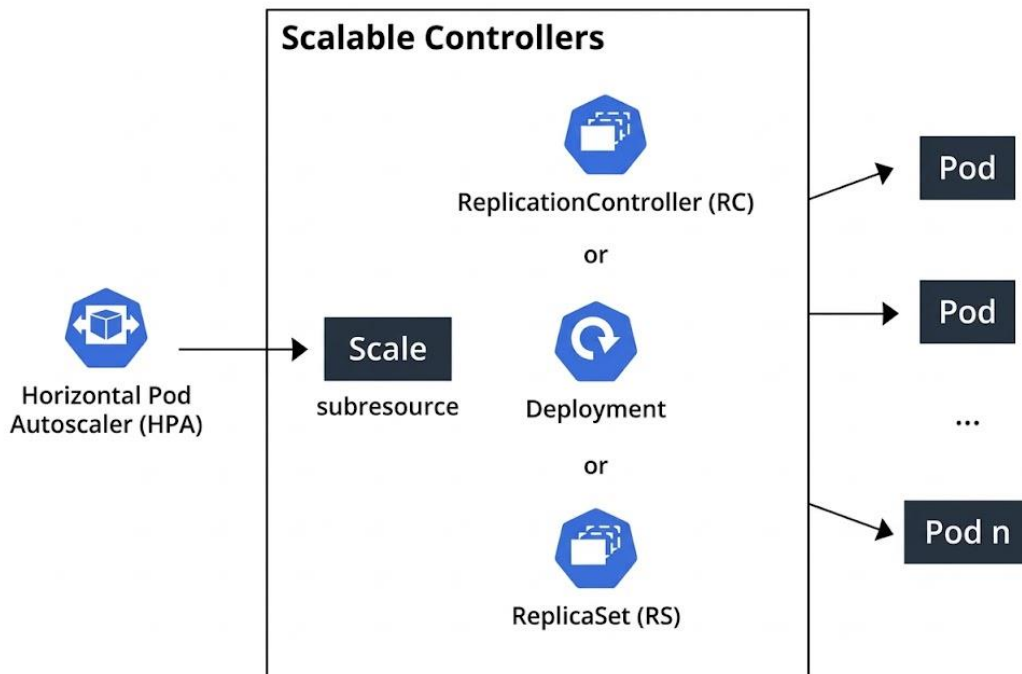 Scalable Controllers
ReplicationController (RC)
or
Horizontal Pod
Autoscaler (HPA)
Scale
subresource
Deployment
or
ReplicaSet (RS)
Pod
Pod
...
Pod n